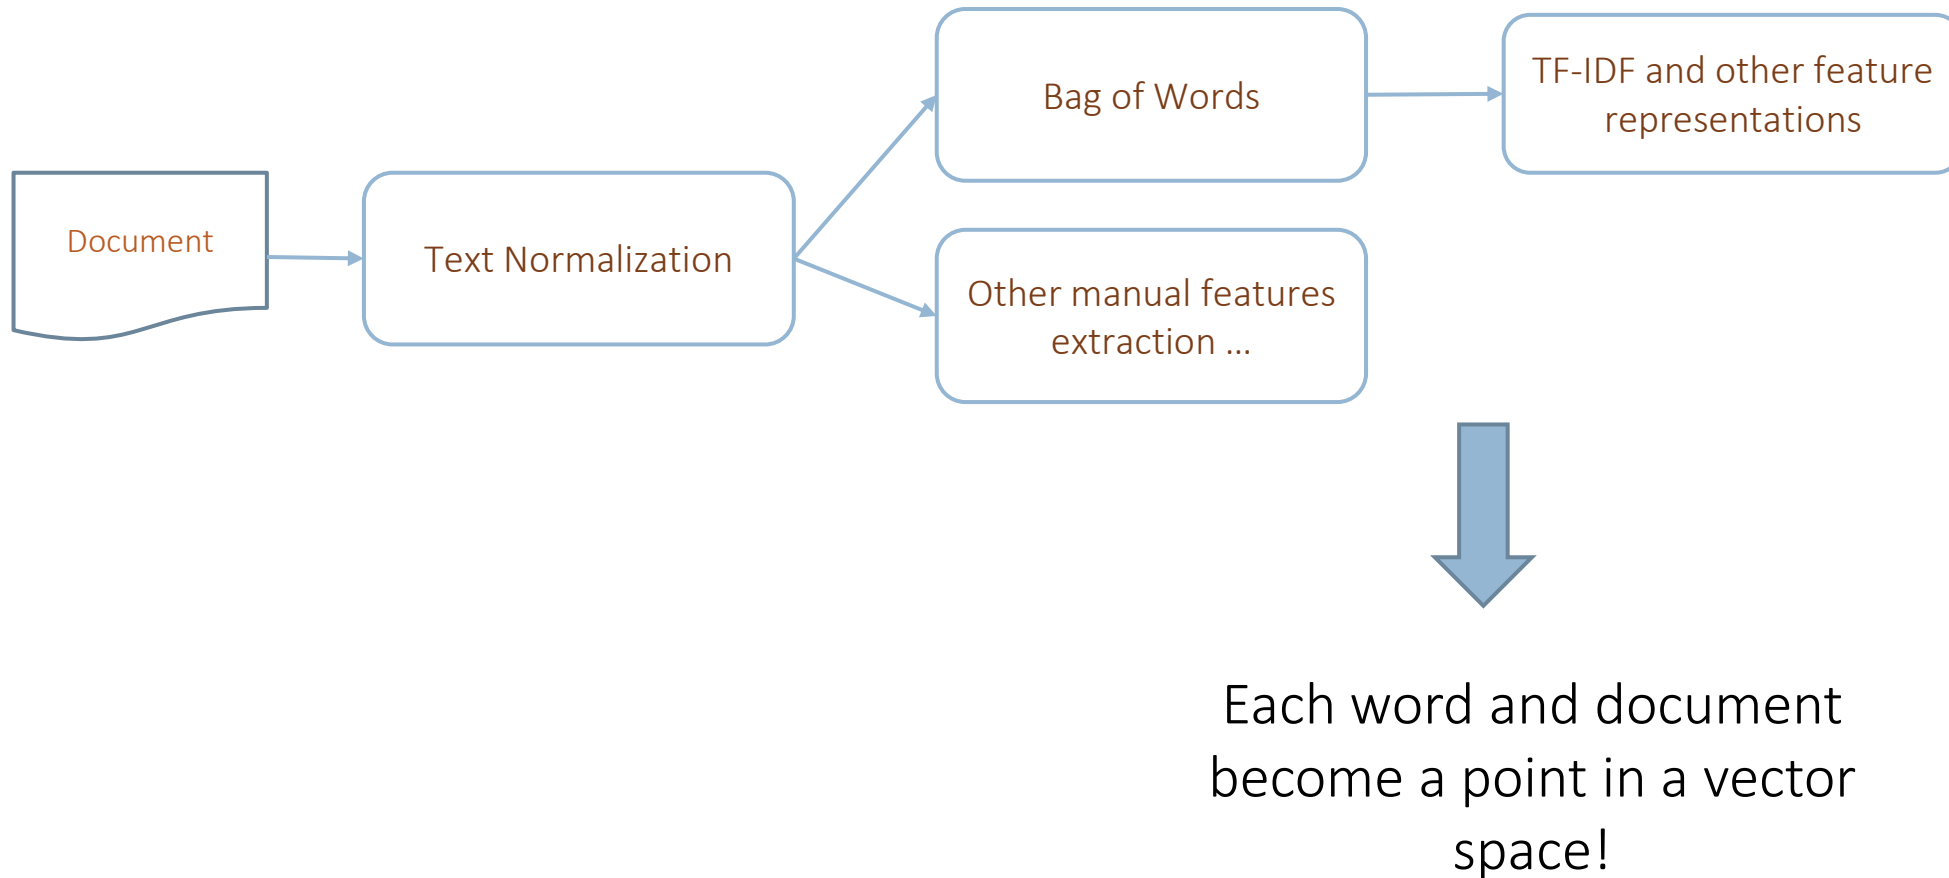 Document
Text Normalization
Bag of Words
TF-IDF and other feature
representations
Other manual features
extraction ...
Each word and document
become a point in a vector
space!